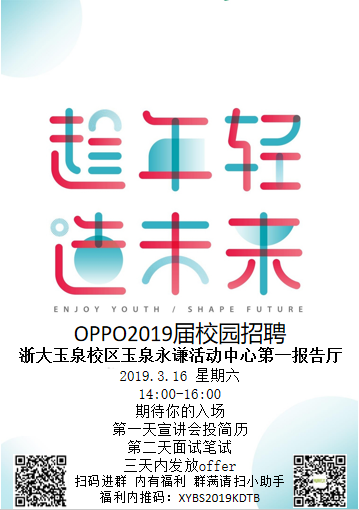 趁年轻
造未来
ENJOY YOUTH / SHAPE FUTURE
OPPO2019届校园招聘
浙大玉泉校区玉泉永谦活动中心第一报告厅
2019.3.16 星期六
14:00-16:00
期待你的入场
第一天宣讲会投简历
第二天面试笔试
三天内发放offer
扫码进群 内有福利 群满请扫小助手
福利内推码：XYBS2019KDTB